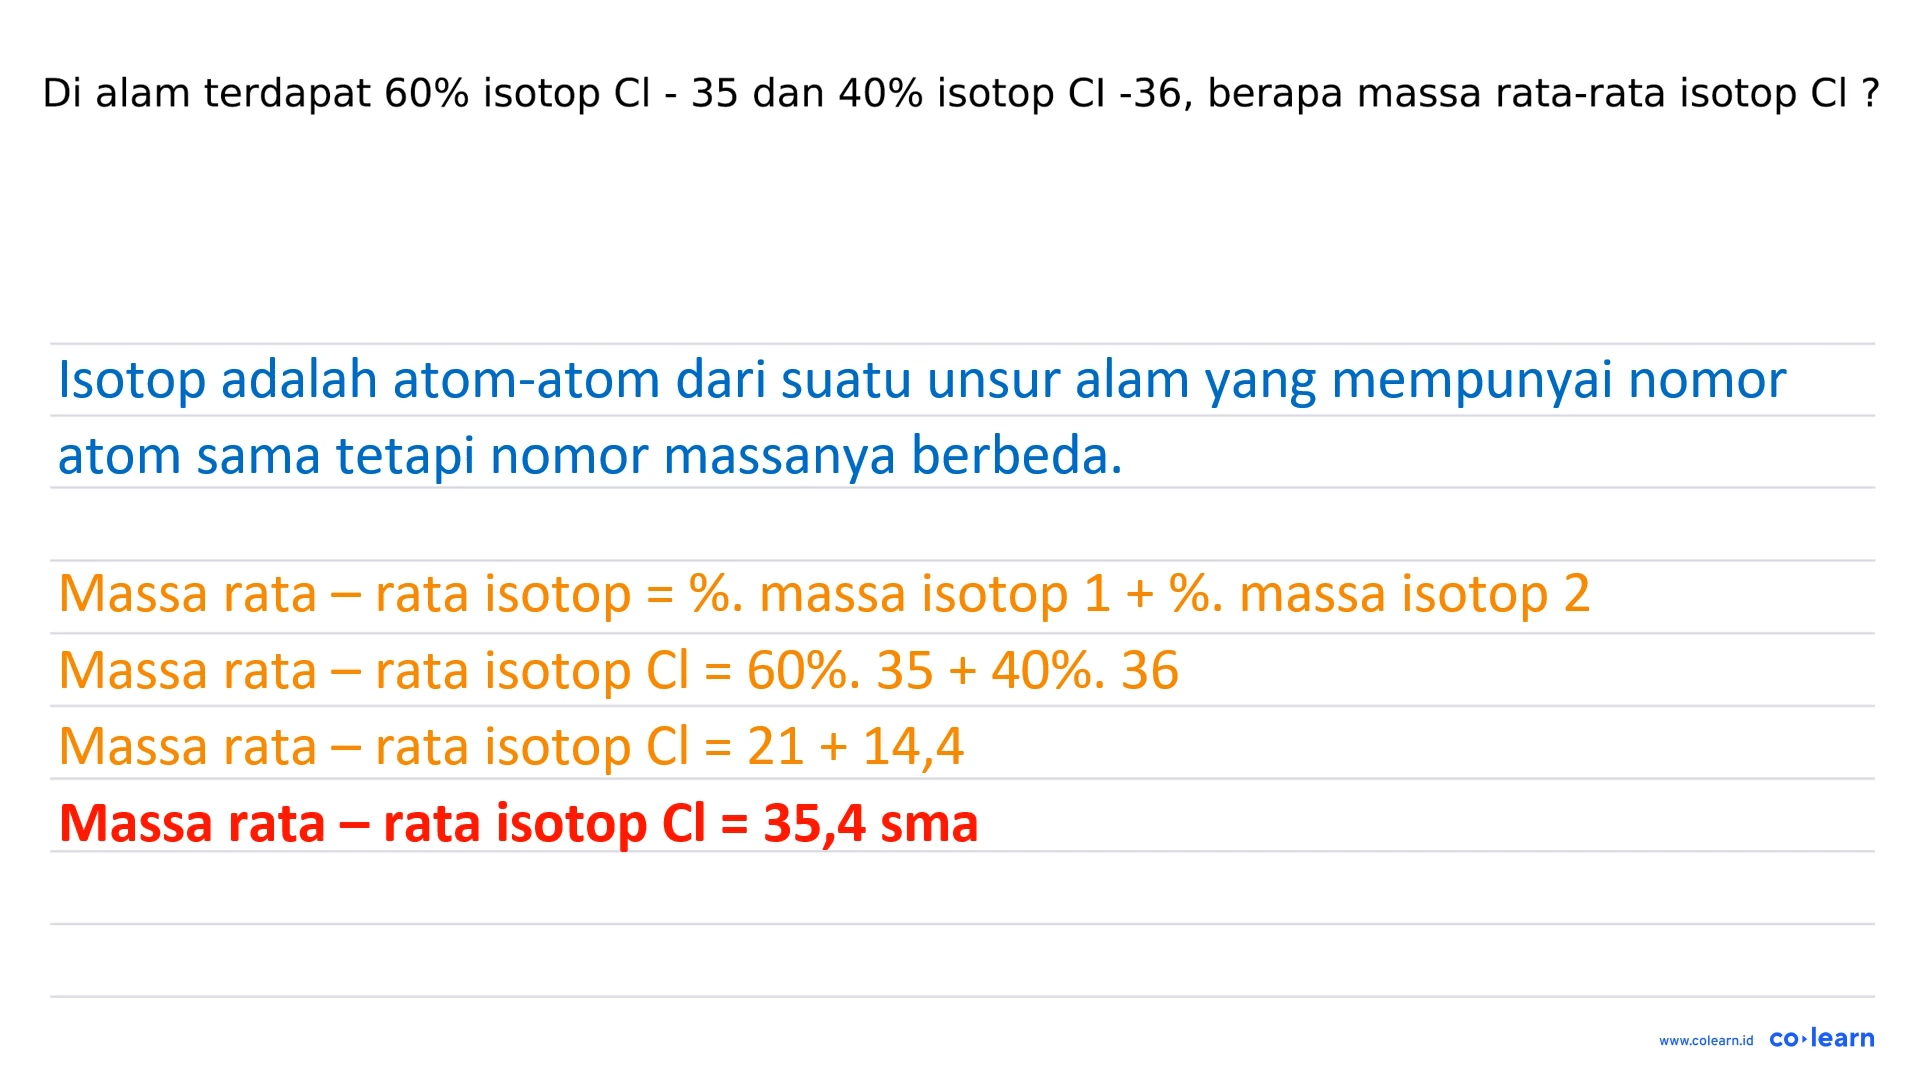 Di alam terdapat 60% isotop Cl - 35 dan 40% isotop CI -36, berapa massa rata-rata isotop Cl ?
Isotop adalah atom-atom dari suatu unsur alam yang mempunyai nomor
atom sama tetapi nomor massanya berbeda.
Massa rata – rata isotop = %. massa isotop 1 + %. massa isotop 2
Massa rata – rata isotop Cl = 60%. 35 + 40%. 36
Massa rata – rata isotop Cl = 21 + 14,4
Massa rata – rata isotop Cl = 35,4 sma
www.colearn.id co·learn